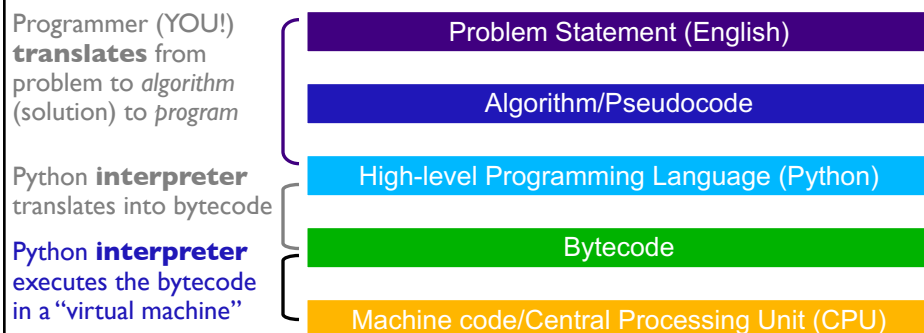 Programmer (YOU!)
translates from
problem to algorithm
(solution) to program
Problem Statement (English)
Algorithm/Pseudocode
Python interpreter
translates into bytecode
High-level Programming Language (Python)
Python interpreter
executes the bytecode
in a “virtual machine”
Bytecode
Machine code/Central Processing Unit (CPU)